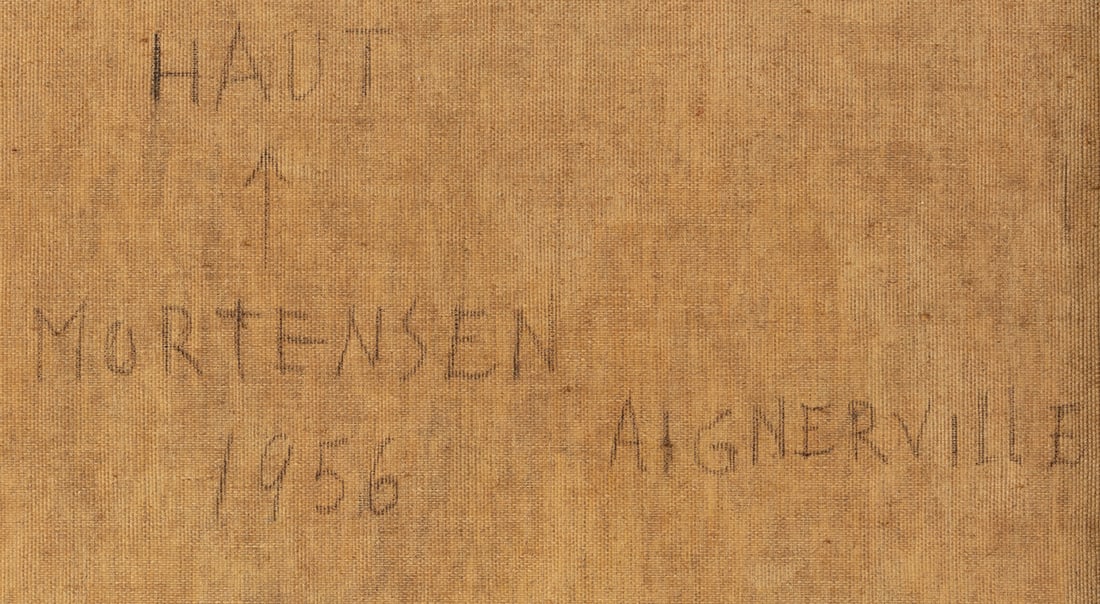 HAUT
MORTENSEN
1956
AIGNERVILLE